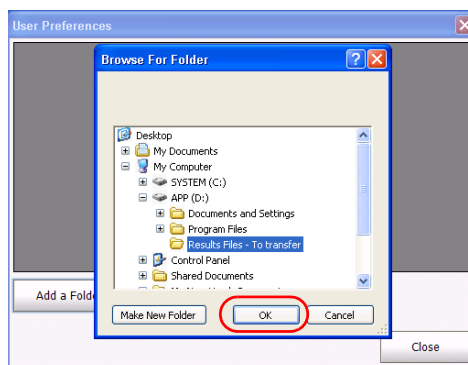 User Preferences
Browse For Folder
Desktop
My Documents
My Computer
SYSTEM (C:)
APP (D:)
Documents and Settings
Program Files
Results Files - To transfer
Control Panel
Shared Documents
Add a Folde
Make New Folder
OK
Cancel
Close